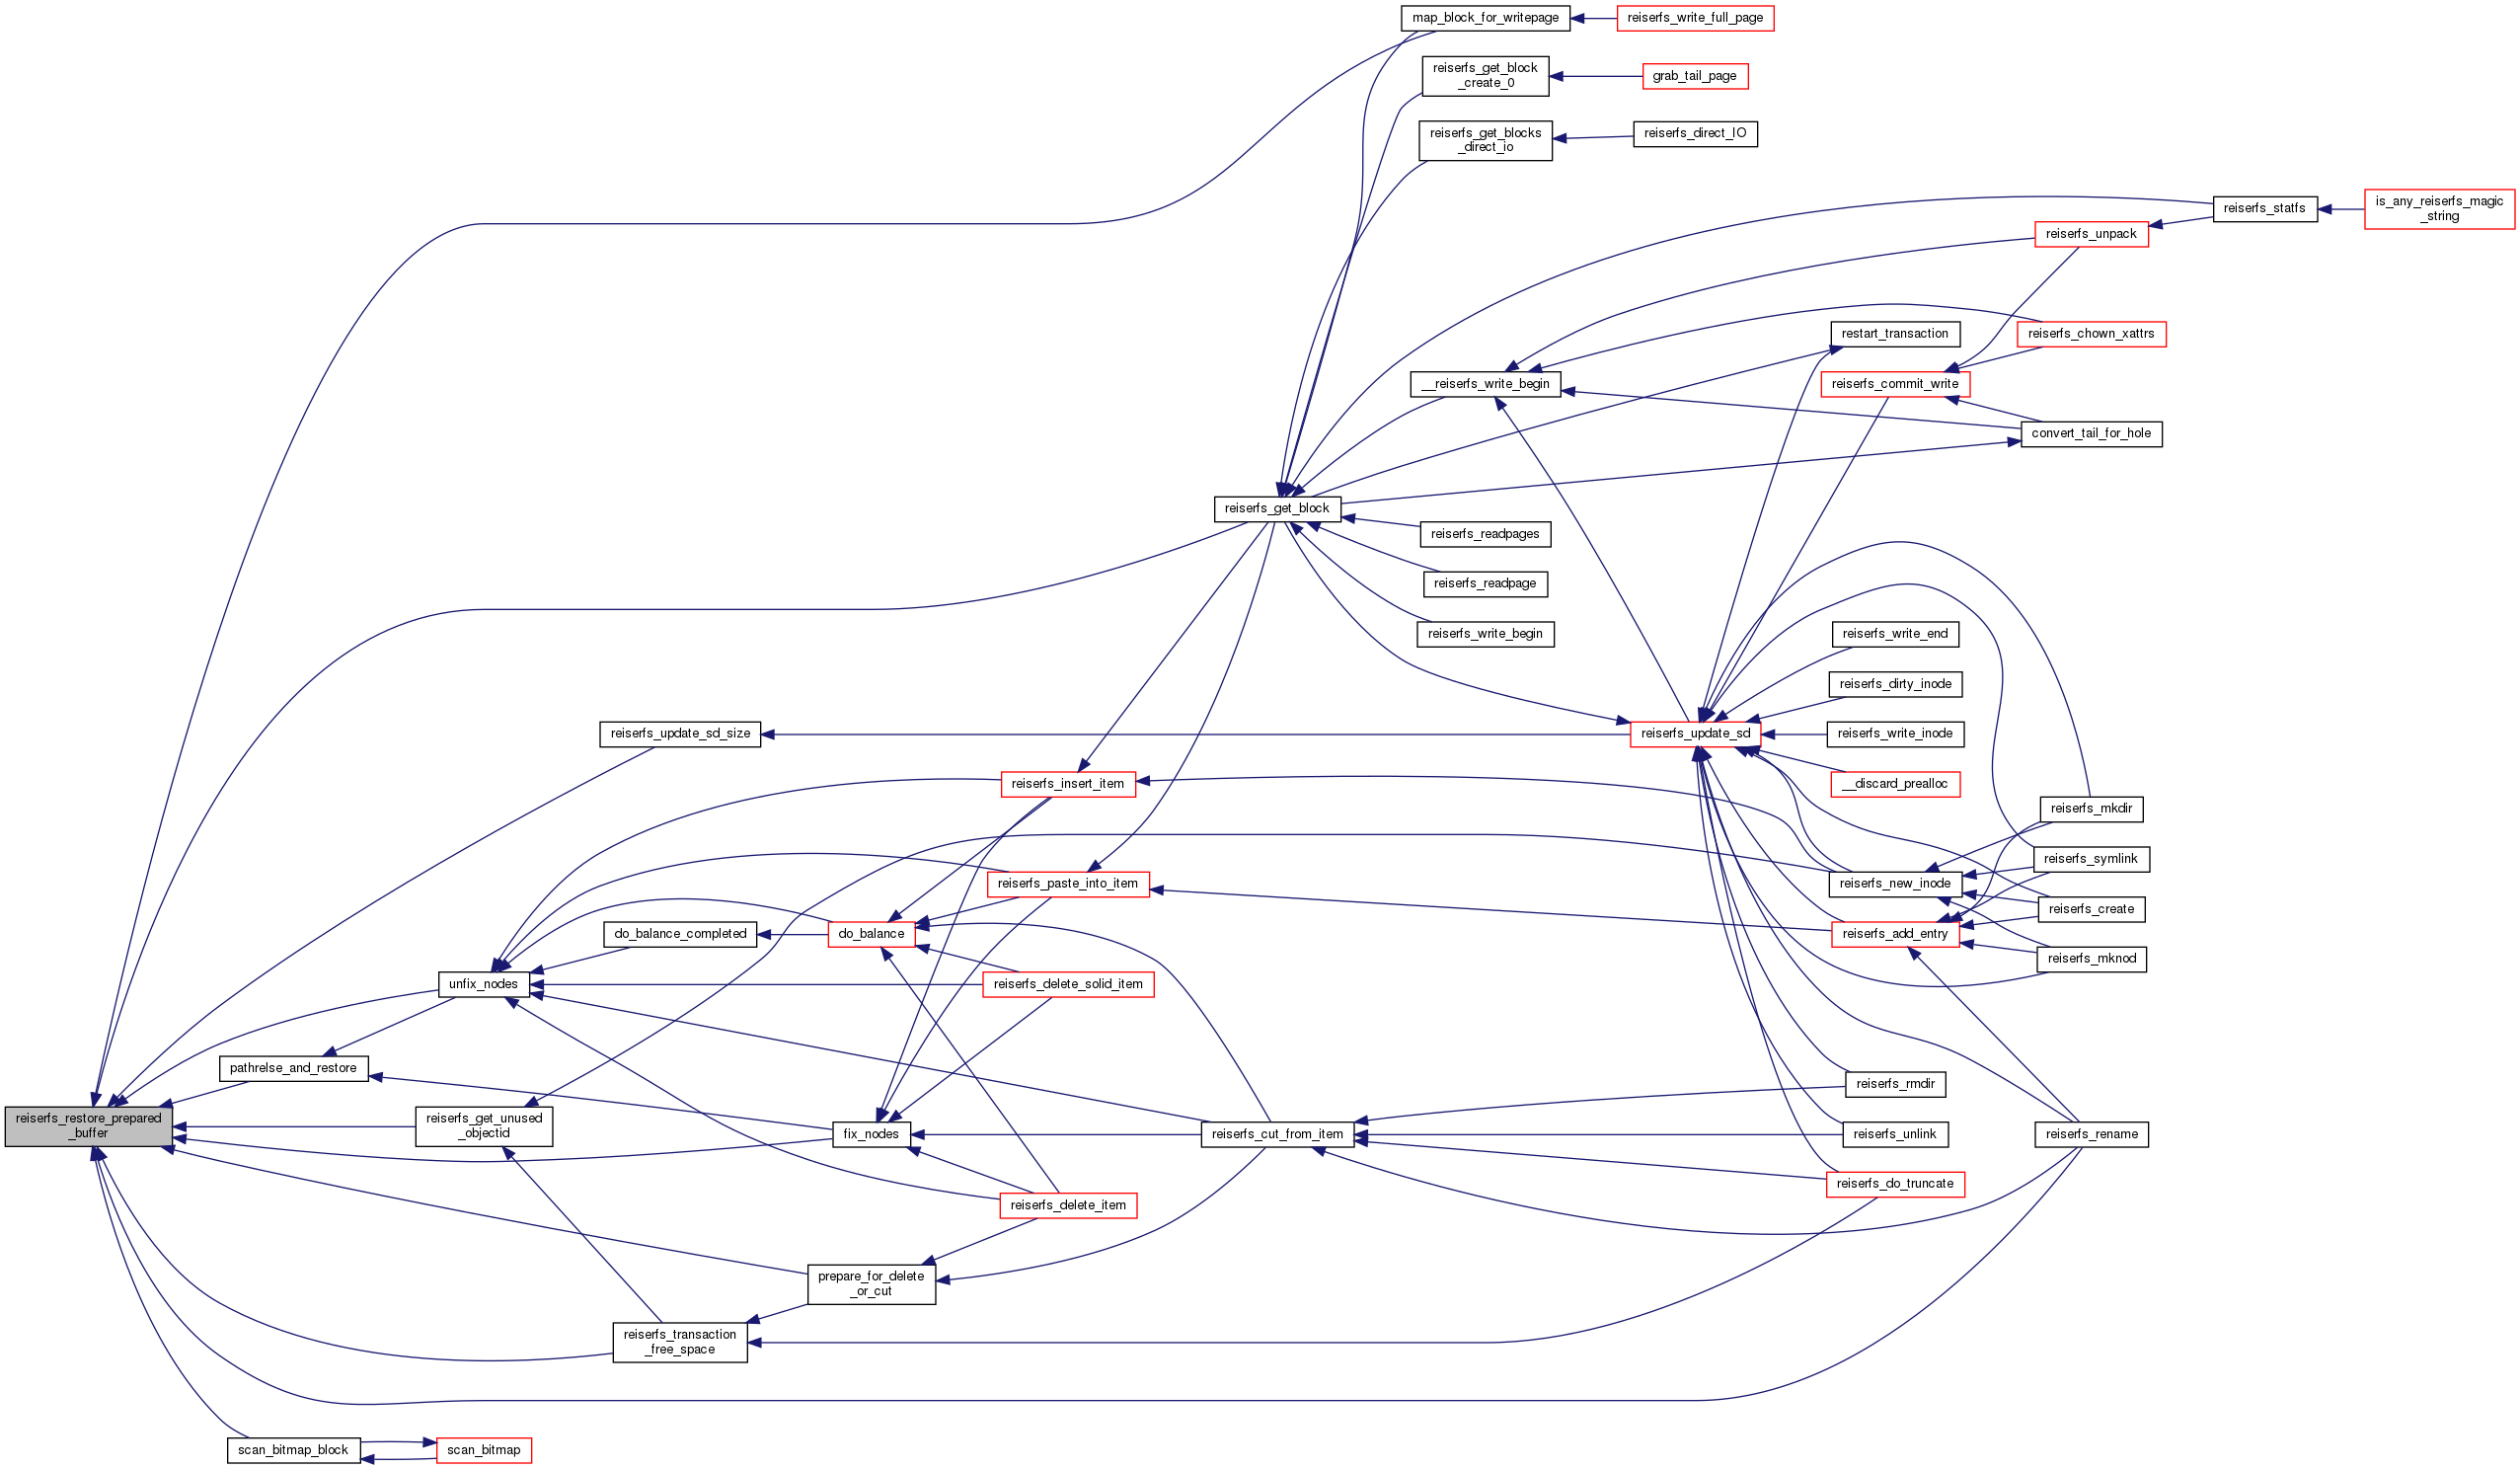 map_block_for_writepage
reiserfs_write_full_page
reiserfs_get_block
_create_0
grab_tail_page
reiserfs_get_blocks
_direct_io
reiserfs_direct_IO
reiserfs_statfs
is_any_reiserfs_magic
_string
reiserfs_unpack
restart_transaction
reiserfs_chown_xattrs
__reiserfs_write_begin
reiserfs_commit_write
convert_tail_for_hole
reiserfs_get_block
reiserfs_readpages
reiserfs_readpage
reiserfs_write_begin
reiserfs_write_end
reiserfs_dirty_inode
reiserfs_update_sd_size
reiserfs_update_sd
reiserfs_write_inode
reiserfs_insert_item
__discard_prealloc
reiserfs_mkdir
reiserfs_symlink
reiserfs_paste_into_item
reiserfs_new_inode
reiserfs_create
do_balance_completed
do_balance
reiserfs_add_entry
reiserfs_mknod
unfix_nodes
reiserfs_delete_solid_item
pathrelse_and_restore
reiserfs_rmdir
reiserfs_restore_prepared
_buffer
reiserfs_get_unused
_objectid
fix_nodes
reiserfs_cut_from_item
reiserfs_unlink
reiserfs_rename
reiserfs_do_truncate
reiserfs_delete_item
prepare_for_delete
_or_cut
reiserfs_transaction
_free_space
scan_bitmap_block
scan_bitmap